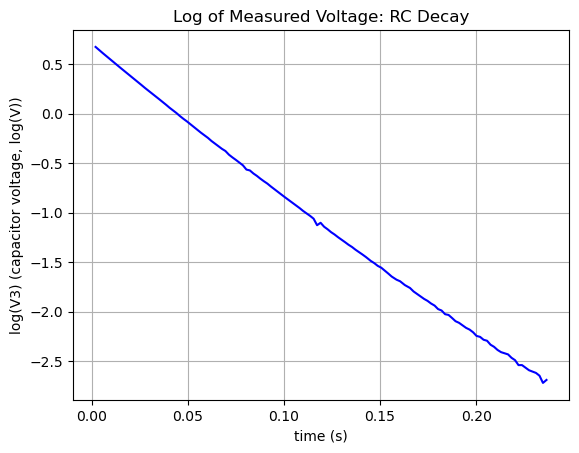 Log of Measured Voltage: RC Decay
log(V3) (capacitor voltage, log(V))
0.5
0.0
−0.5
−1.0
−1.5
−2.0
−2.5
0.00 0.05 0.10 0.15 0.20
time (s)